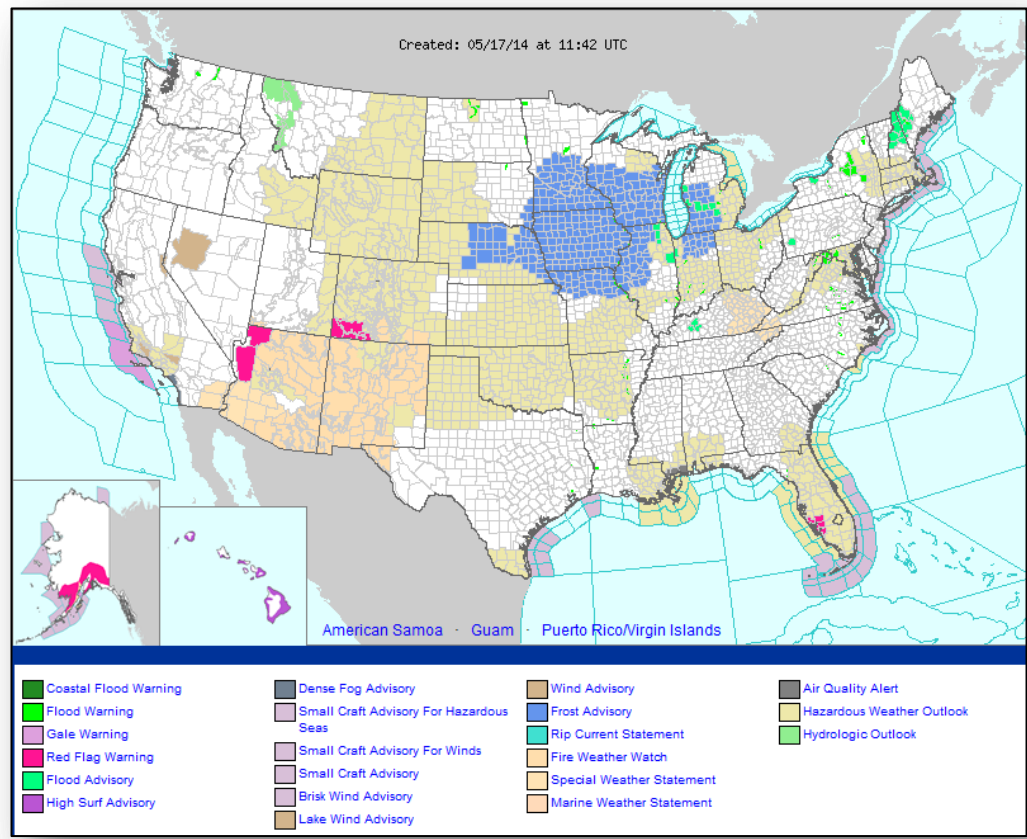 Created: 05/17/14 at 11:42 UTC
American Samoa - Guam - Puerto Rico/Virgin Islands
Coastal Flood Warning
Flood Warning
Gale Warning
Red Flag Warning
Flood Advisory
High Surf Advisory
Dense Fog Advisory
Small Craft Advisory For Hazardous
Seas
Small Craft Advisory For Winds
Small Craft Advisory
Brisk Wind Advisory
Lake Wind Advisory
Wind Advisory
Frost Advisory
Rip Current Statement
Fire Weather Watch
Special Weather Statement
Marine Weather Statement
Air Quality Alert
Hazardous Weather Outlook
Hydrologic Outlook